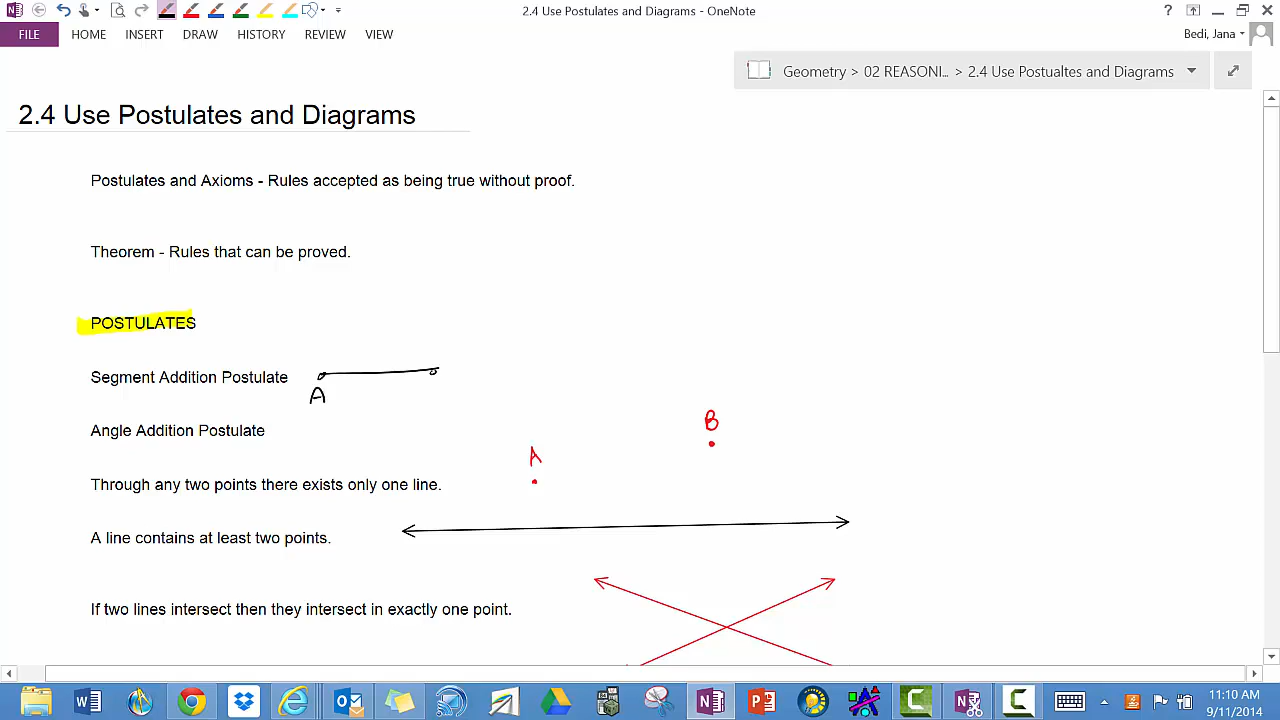 2.4 Use Postulates and Diagrams - OneNote
FILE HOME INSERT DRAW HISTORY REVIEW VIEW
Bedi, Jana
Geometry > 02 REASONI... > 2.4 Use Postualtes and Diagrams
2.4 Use Postulates and Diagrams
Postulates and Axioms - Rules accepted as being true without proof.
Theorem - Rules that can be proved.
POSTULATES
Segment Addition Postulate
A
Angle Addition Postulate
B
A
Through any two points there exists only one line.
A line contains at least two points.
If two lines intersect then they intersect in exactly one point.
11:10 AM
9/11/2014